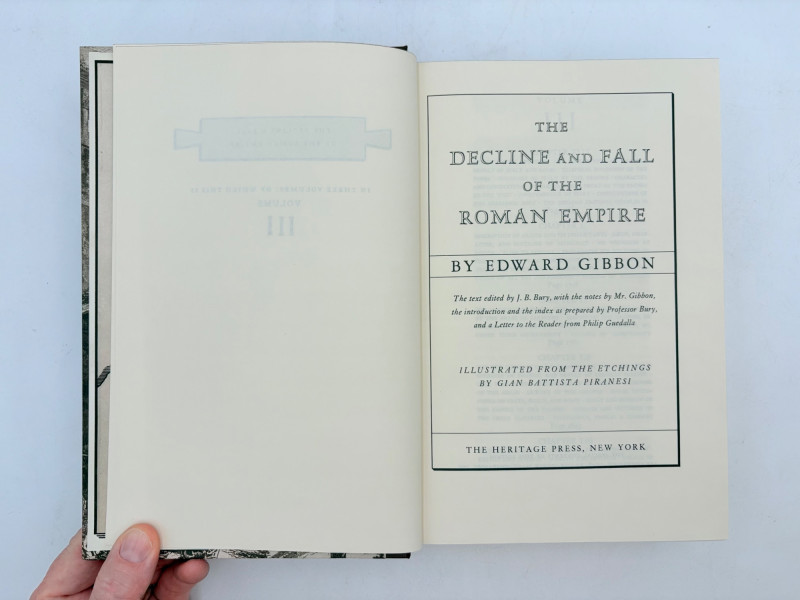 VOLUME
III
THE
DECLINE AND FALL
OF THE
ROMAN EMPIRE
BY EDWARD GIBBON
The text edited by J. B. Bury, with the notes by Mr. Gibbon,
the introduction and the index as prepared by Professor Bury,
and a Letter to the Reader from Philip Guedalla
ILLUSTRATED FROM THE ETCHINGS
BY GIAN BATTISTA PIRANESI
THE HERITAGE PRESS, NEW YORK